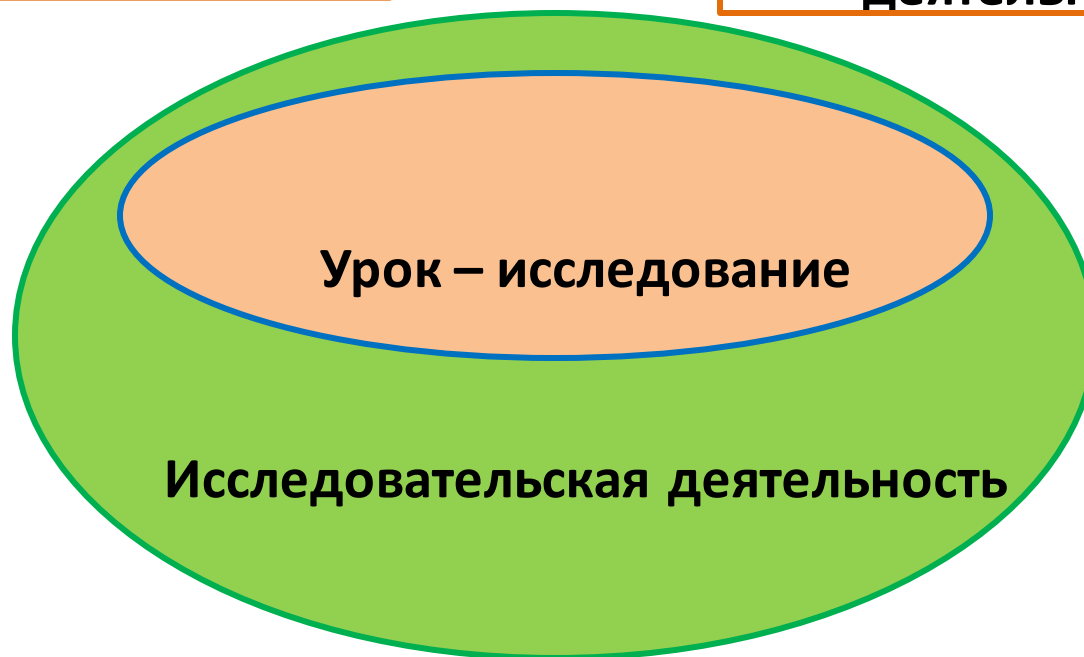 Урок – исследование
Исследовательская деятельность